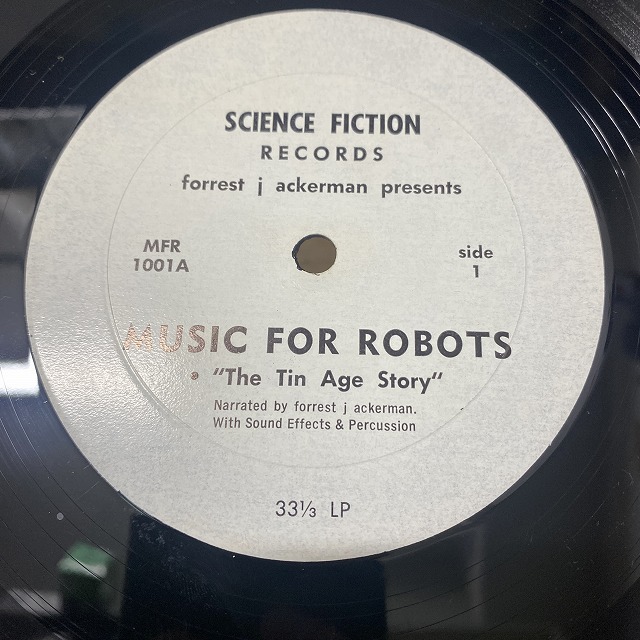 SCIENCE FICTION
RECORDS
forrest j ackerman presents
MFR
1001A
side
1
MUSIC FOR ROBOTS
• "The Tin Age Story"
Narrated by forrest j ackerman.
With Sound Effects & Percussion
33⅓ LP